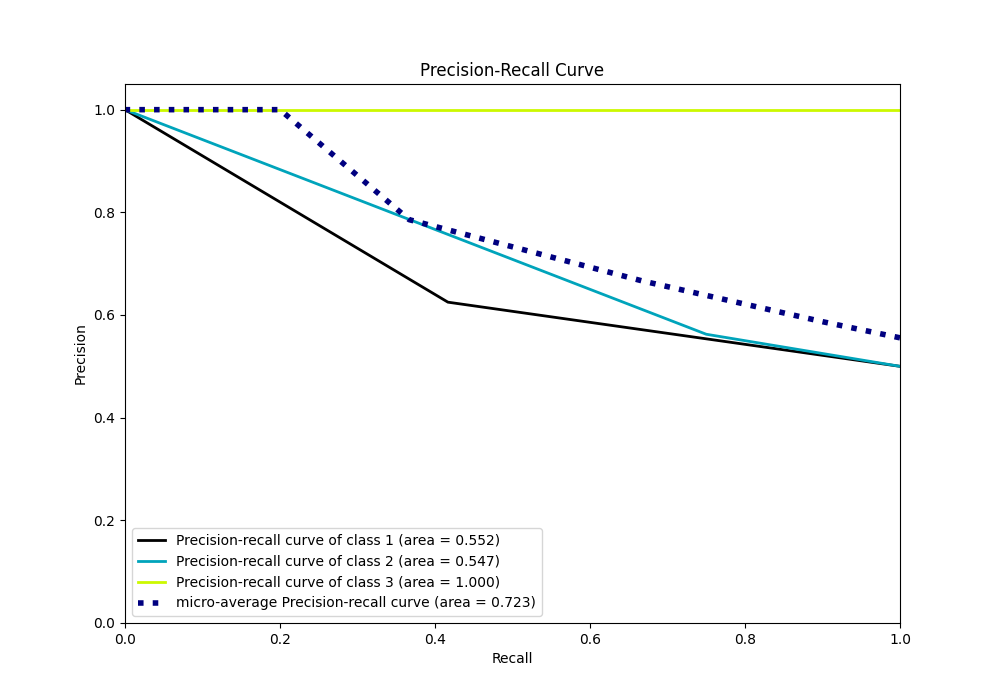 Precision-Recall Curve
1.0
0.8
0.6
0.4
0.2
0.0
Precision
Precision-recall curve of class 1 (area = 0.552)
Precision-recall curve of class 2 (area = 0.547)
Precision-recall curve of class 3 (area = 1.000)
micro-average Precision-recall curve (area = 0.723)
0.0 0.2 0.4 0.6 0.8 1.0
Recall